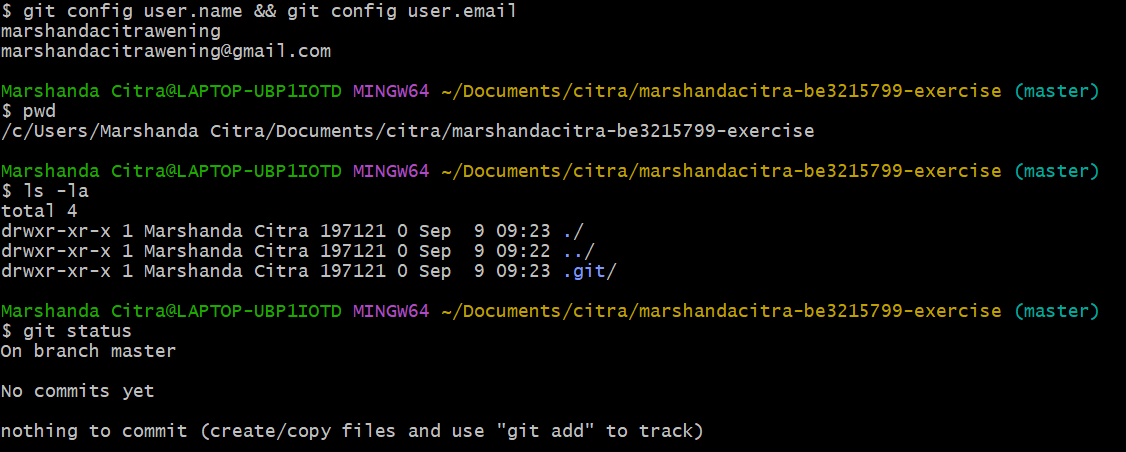 $ git config user.name && git config user.email
marshandacitrawening
marshandacitrawening@gmail.com
Marshanda Citra@LAPTOP-UBP1IOTD MINGW64 ~/Documents/citra/marshandacitra-be3215799-exercise (master)
$ pwd
/c/Users/Marshanda Citra/Documents/citra/marshandacitra-be3215799-exercise
Marshanda Citra@LAPTOP-UBP1IOTD MINGW64 ~/Documents/citra/marshandacitra-be3215799-exercise (master)
$ ls -la
total 4
drwxr-xr-x 1 Marshanda Citra 197121 0 Sep  9 09:23 ./
drwxr-xr-x 1 Marshanda Citra 197121 0 Sep  9 09:22 ../
drwxr-xr-x 1 Marshanda Citra 197121 0 Sep  9 09:23 .git/
Marshanda Citra@LAPTOP-UBP1IOTD MINGW64 ~/Documents/citra/marshandacitra-be3215799-exercise (master)
$ git status
On branch master
No commits yet
nothing to commit (create/copy files and use "git add" to track)